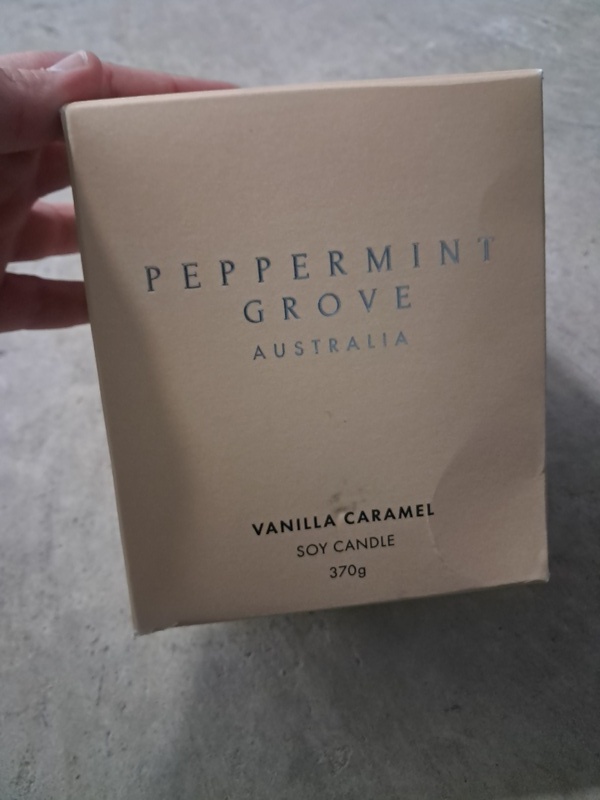 PEPPERMINT
GROVE
AUSTRALIA
VANILLA CARAMEL
SOY CANDLE
370g